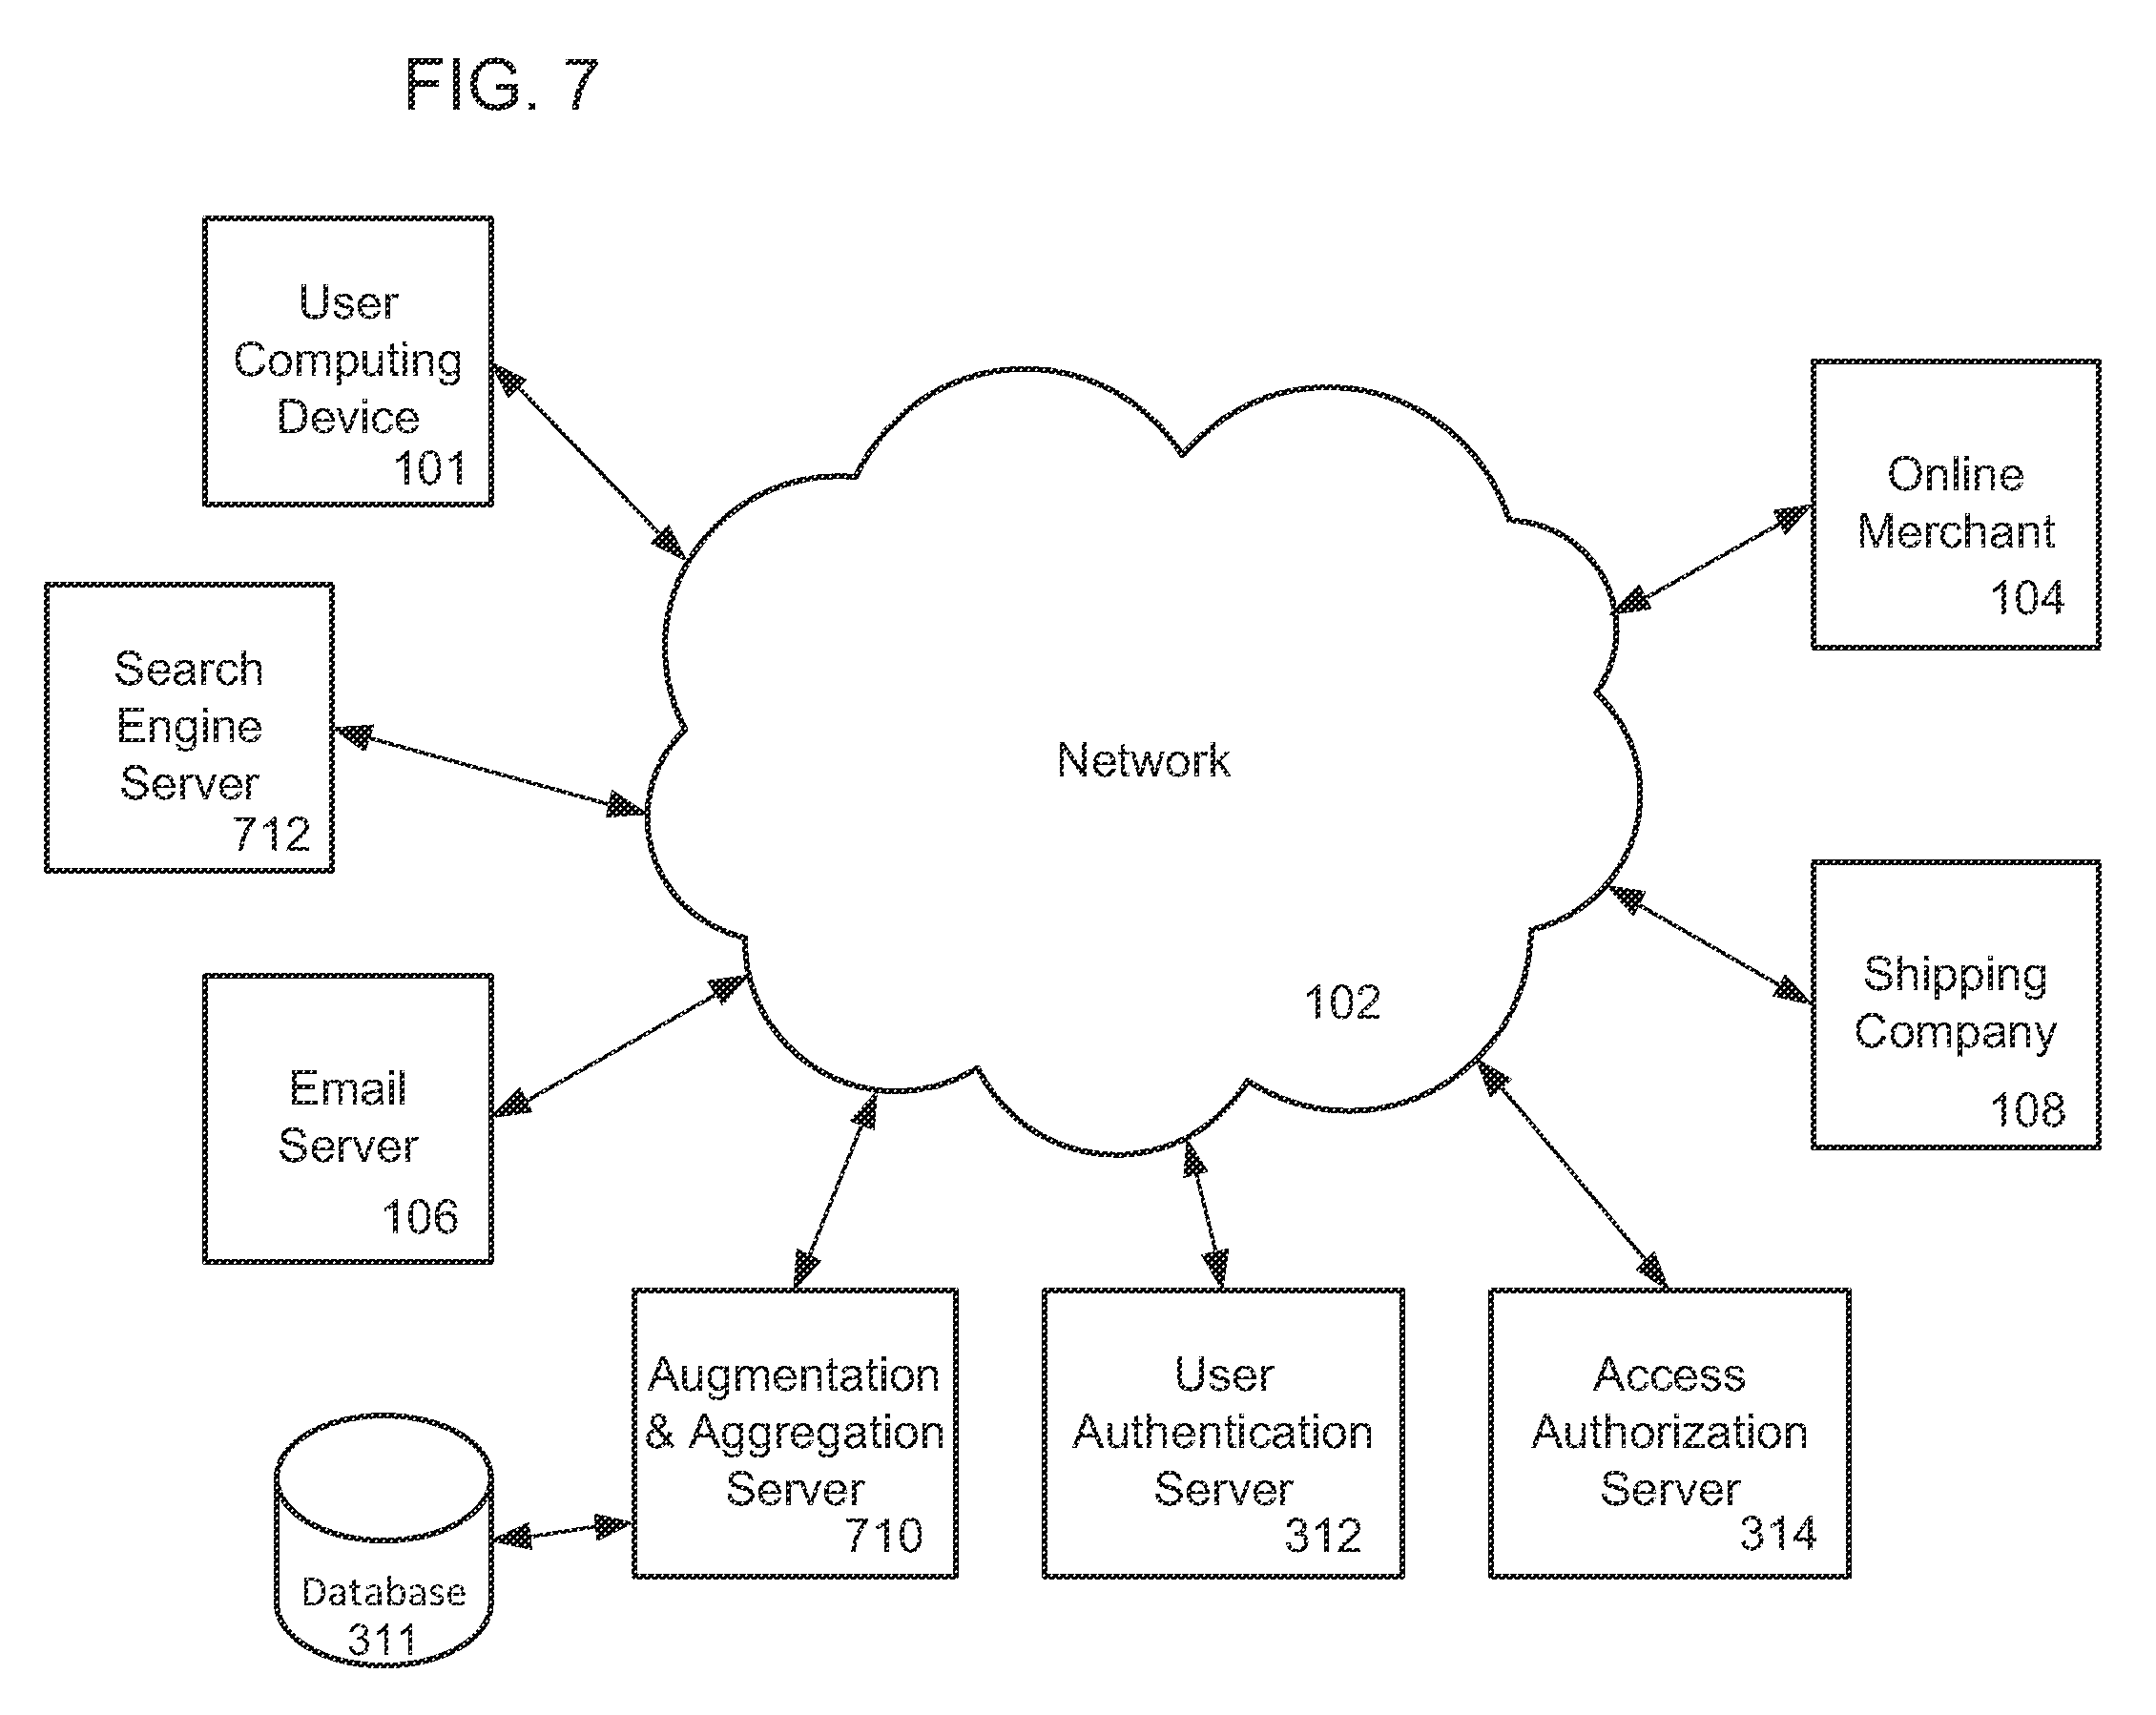 FIG. 7
User
Computing
Device
101
Online
Merchant
104
Search
Engine
Server
712
Network
102
Shipping
Company
108
Email
Server
106
Augmentation
& Aggregation
Server
710
User
Authentication
Server
312
Access
Authorization
Server
314
Database
311